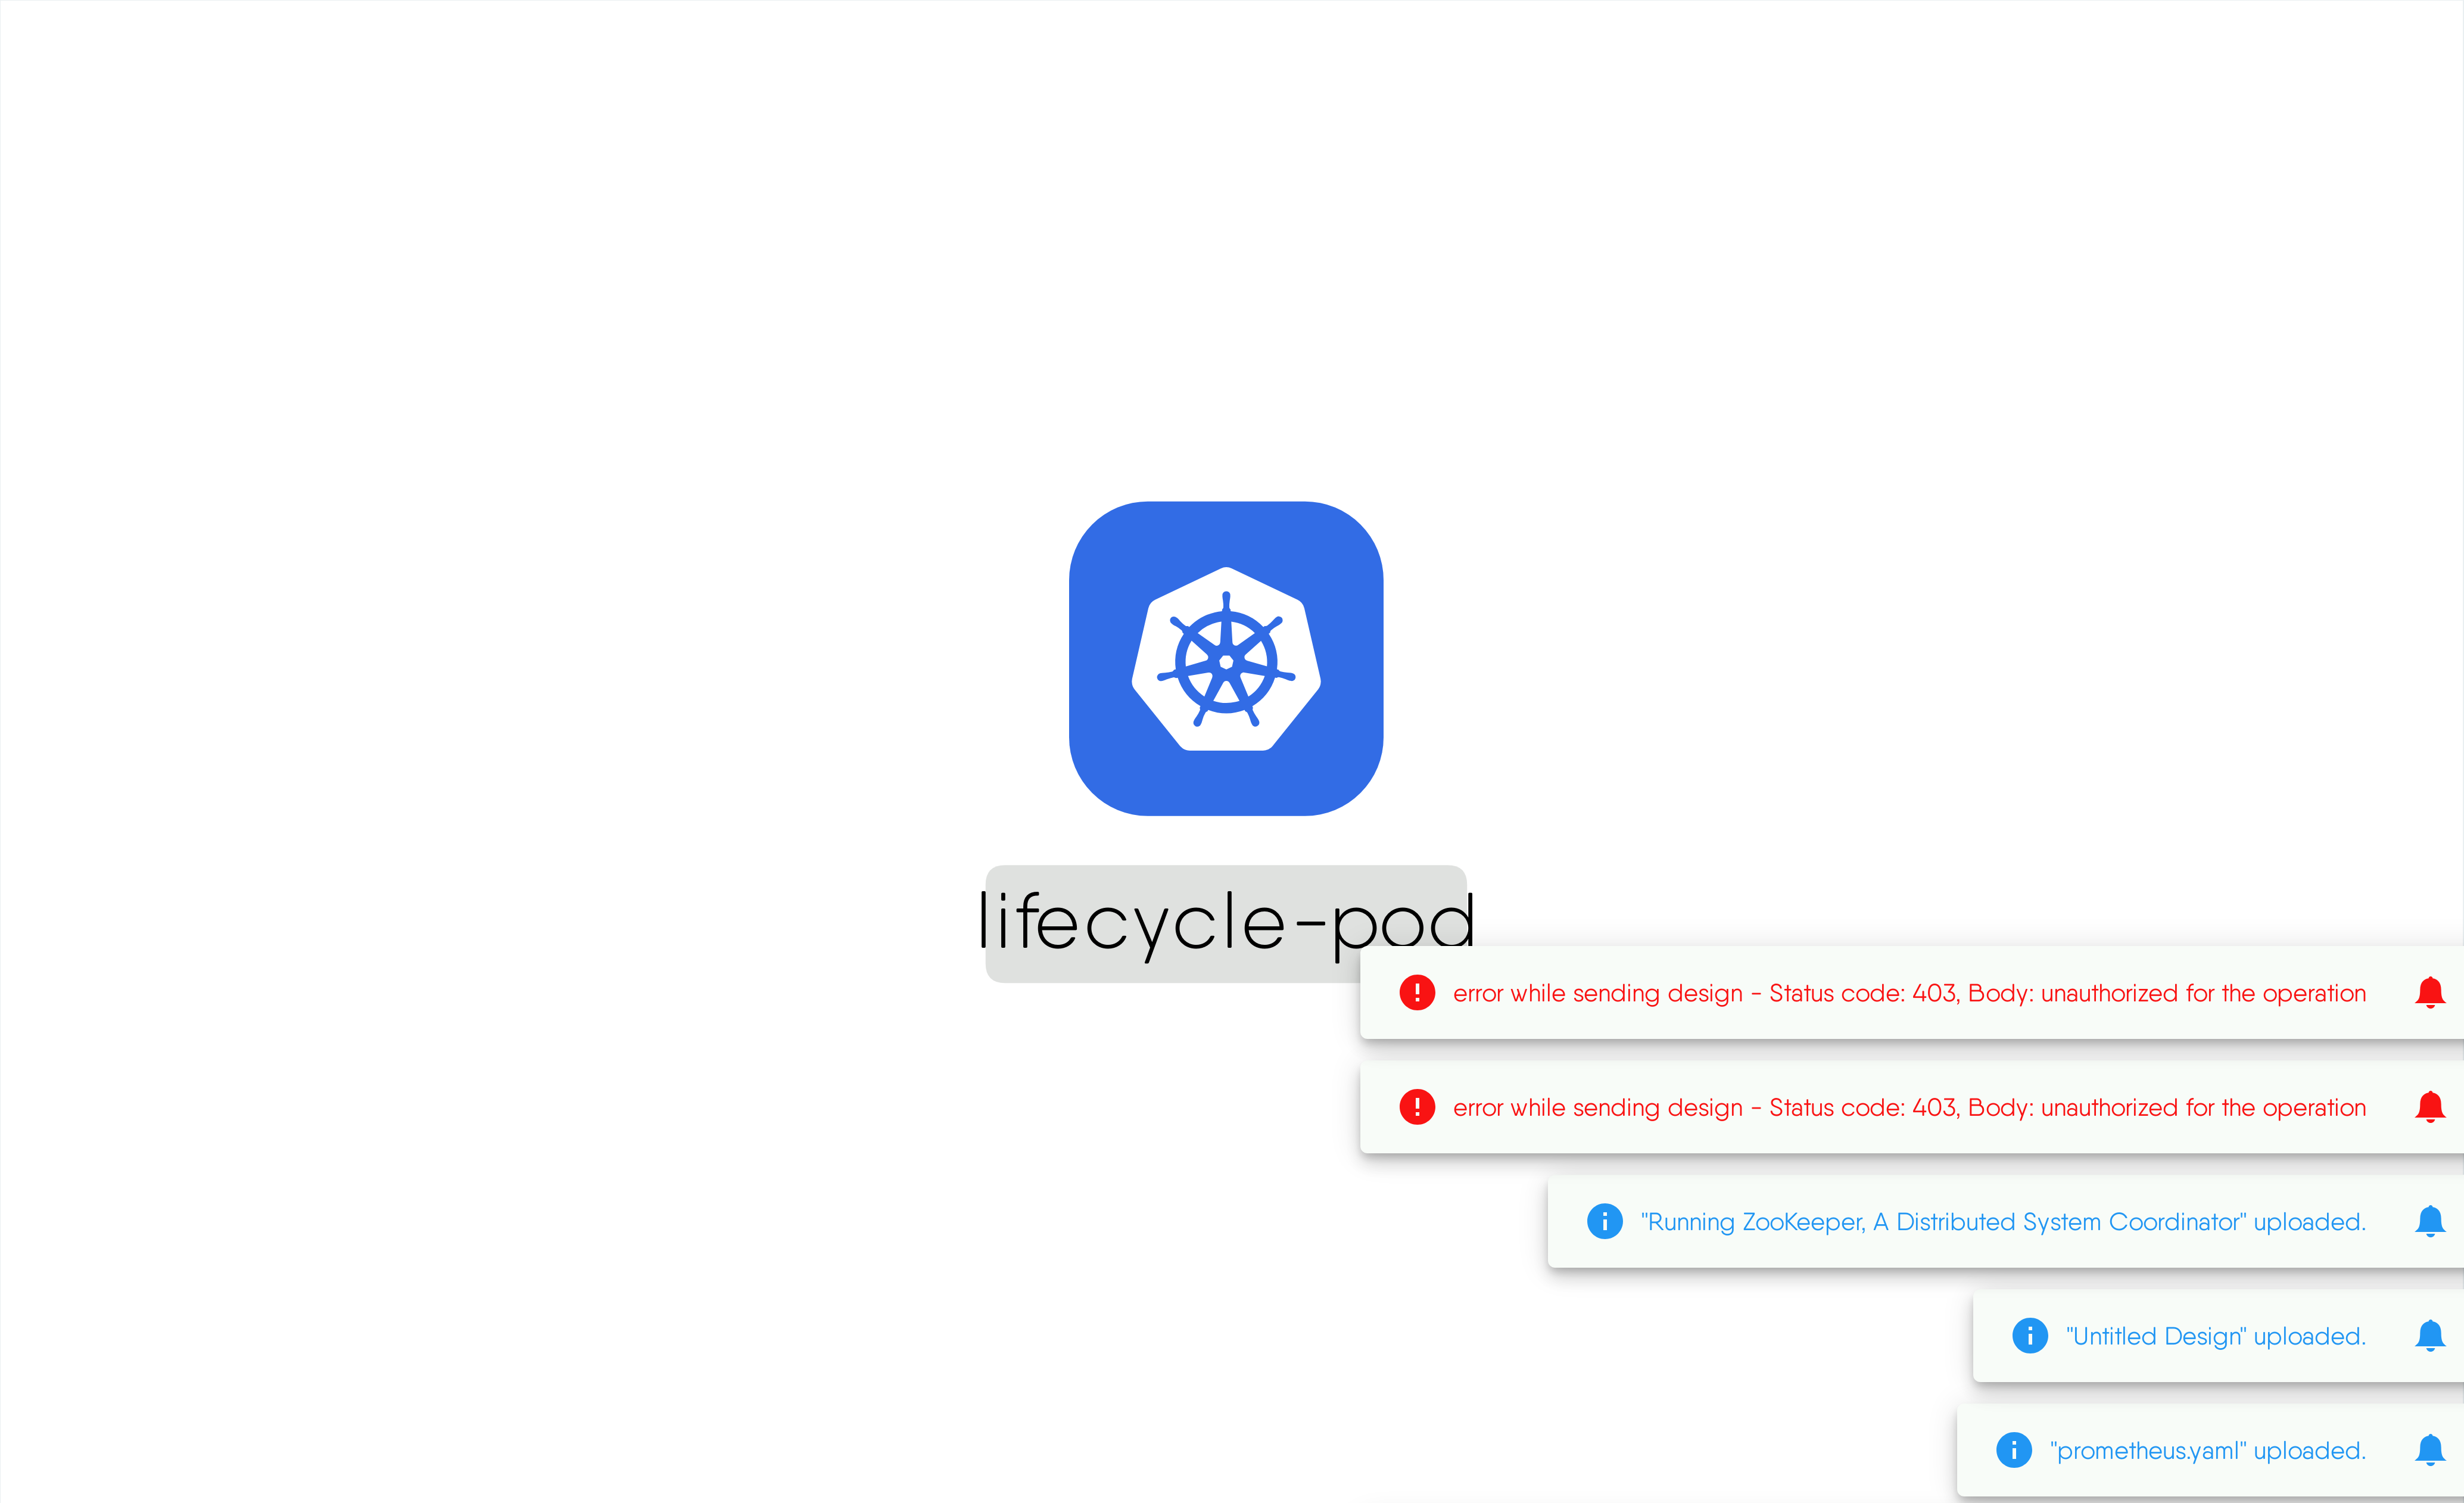 lifecycle-pod
error while sending design - Status code: 403, Body: unauthorized for the operation
error while sending design - Status code: 403, Body: unauthorized for the operation
"Running ZooKeeper, A Distributed System Coordinator" uploaded.
"Untitled Design" uploaded.
"prometheus.yaml" uploaded.